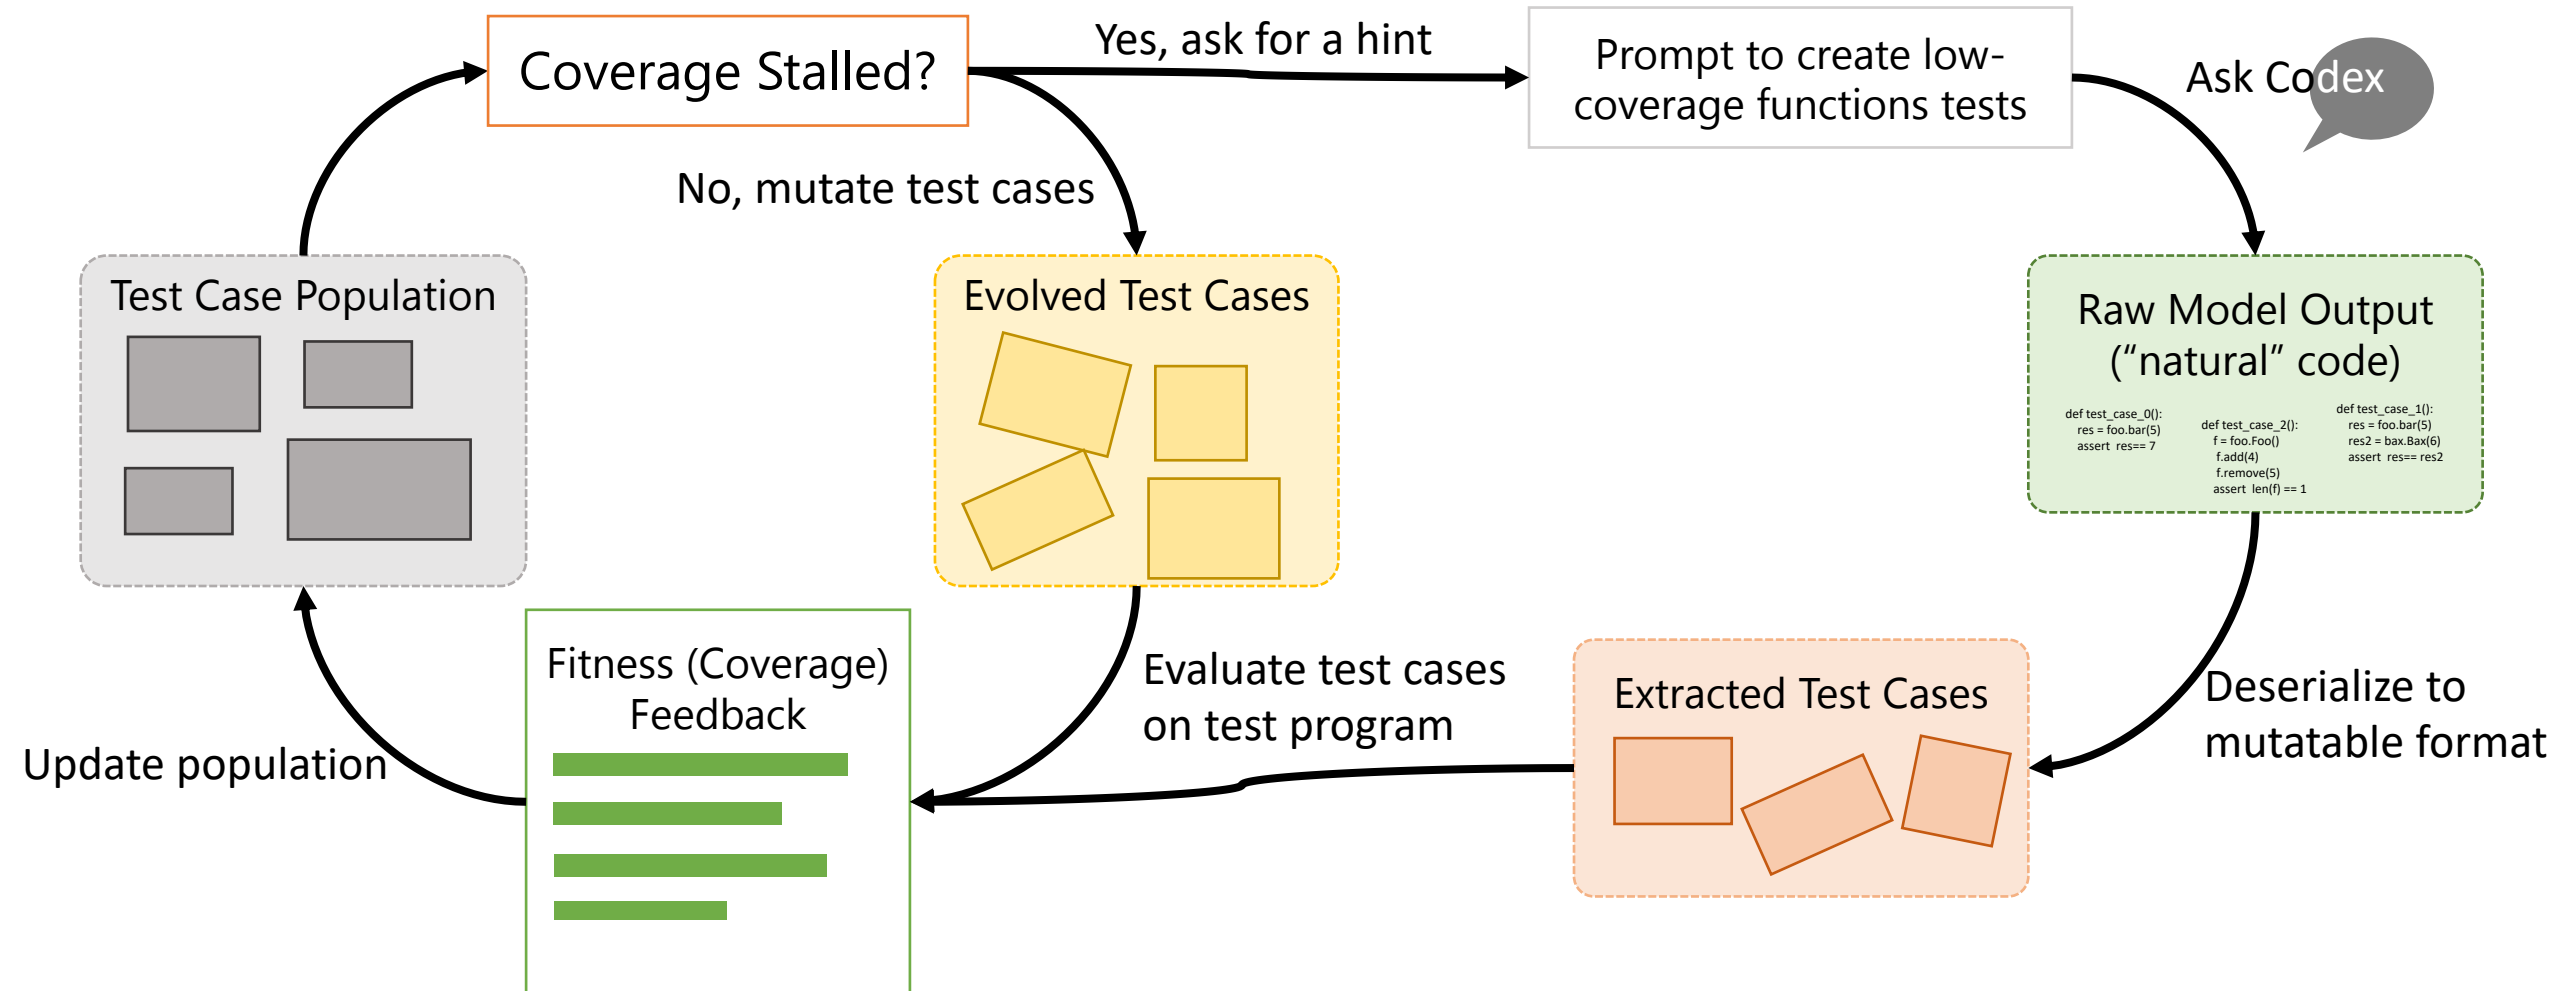 Coverage Stalled?
Yes, ask for a hint
Prompt to create low-
coverage functions tests
Ask Codex
No, mutate test cases
Test Case Population
Evolved Test Cases
Raw Model Output
(“natural” code)
def test_case_0():
res = foo.bar(5)
assert res== 7
def test_case_2():
f = foo.Foo()
f.add(4)
f.remove(5)
assert len(f) == 1
def test_case_1():
res = foo.bar(5)
res2 = bax.Bax(6)
assert res== res2
Fitness (Coverage)
Feedback
Evaluate test cases
on test program
Extracted Test Cases
Deserialize to
mutatable format
Update population